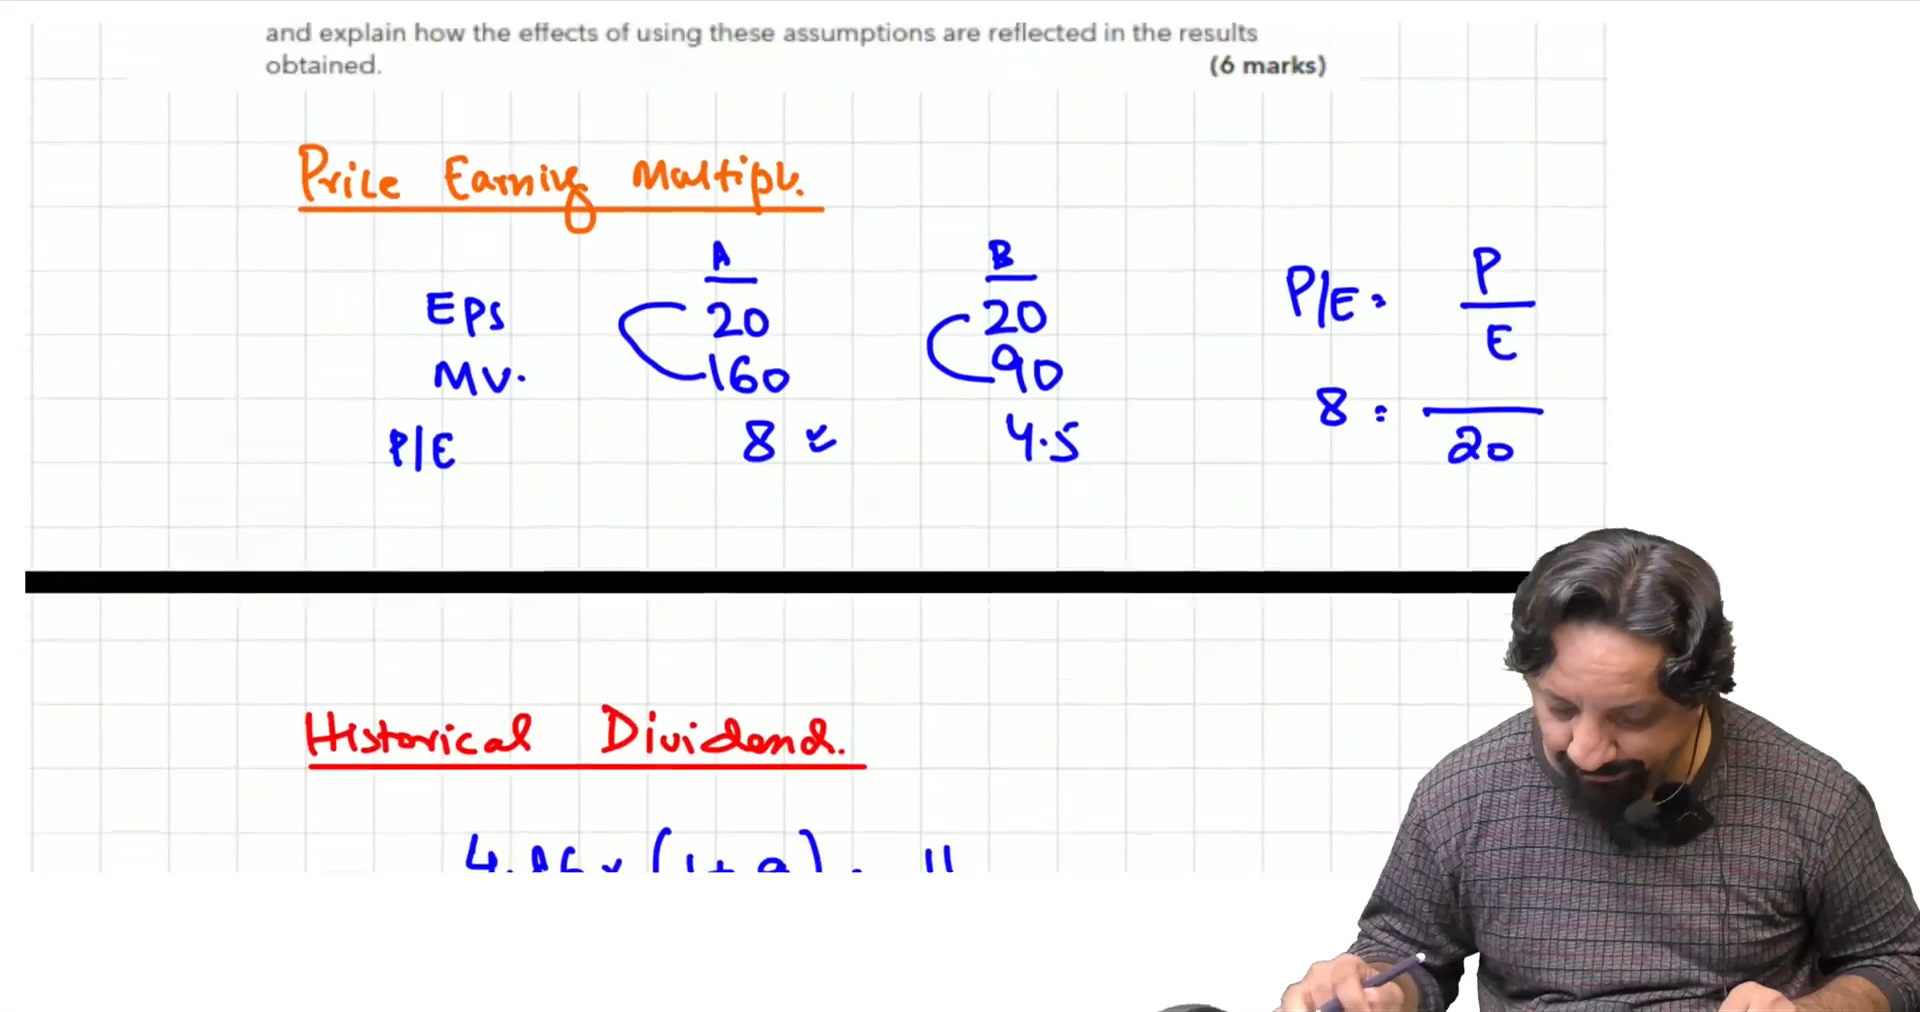 and explain how the effects of using these assumptions are reflected in the results
obtained. (6 marks)
Price Earning Multipl.
A B
Eps 20 20
MV. 160 90
P/E 8 4.5
P/E = P/E
8 = /20
Historical Dividend.